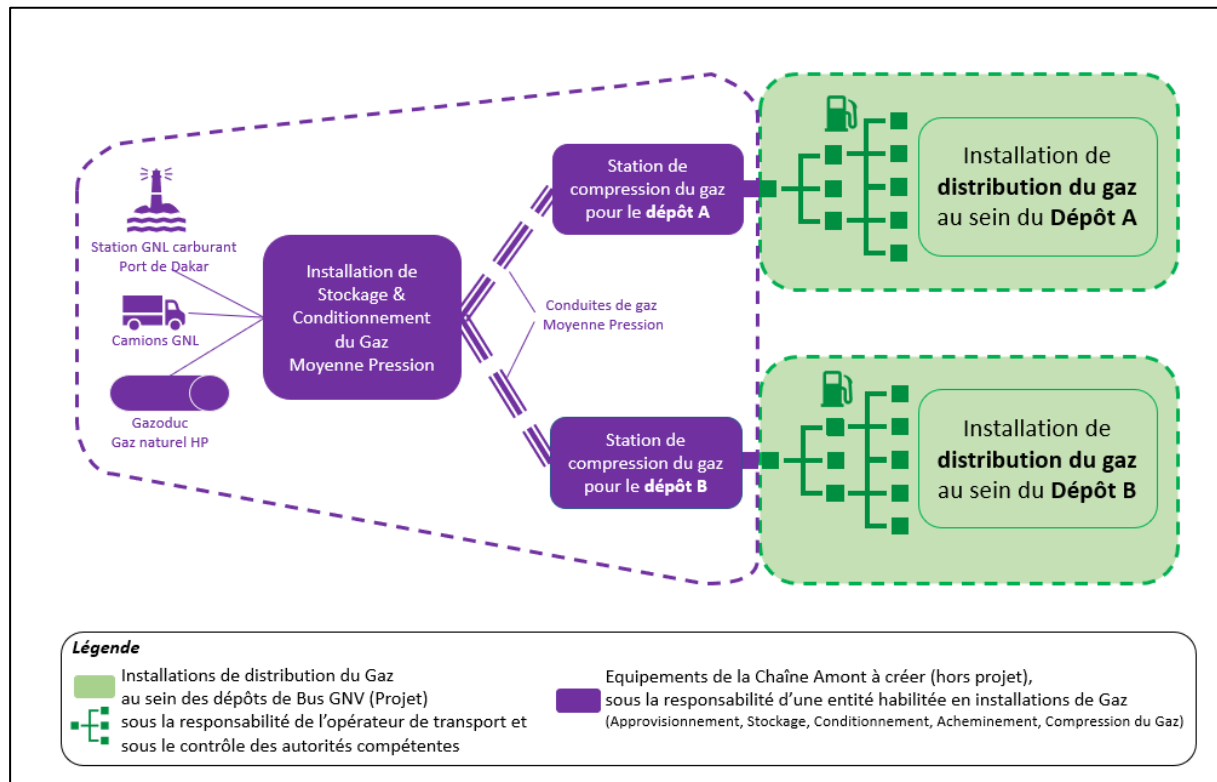 Station GNL carburant
Port de Dakar
Camions GNL
Gazoduc
Gaz naturel HP
Installation de
Stockage &
Conditionnement
du Gaz
Moyenne Pression
Conduites de gaz
Moyenne Pression
Station de
compression du gaz
pour le dépôt A
Station de
compression du gaz
pour le dépôt B
Installation de
distribution du gaz
au sein du Dépôt A
Installation de
distribution du gaz
au sein du Dépôt B
Légende
Installations de distribution du Gaz
au sein des dépôts de Bus GNV (Projet)
sous la responsabilité de l’opérateur de transport et
sous le contrôle des autorités compétentes
Equipements de la Chaîne Amont à créer (hors projet),
sous la responsabilité d’une entité habilitée en installations de Gaz
(Approvisionnement, Stockage, Conditionnement, Acheminement, Compression du Gaz)